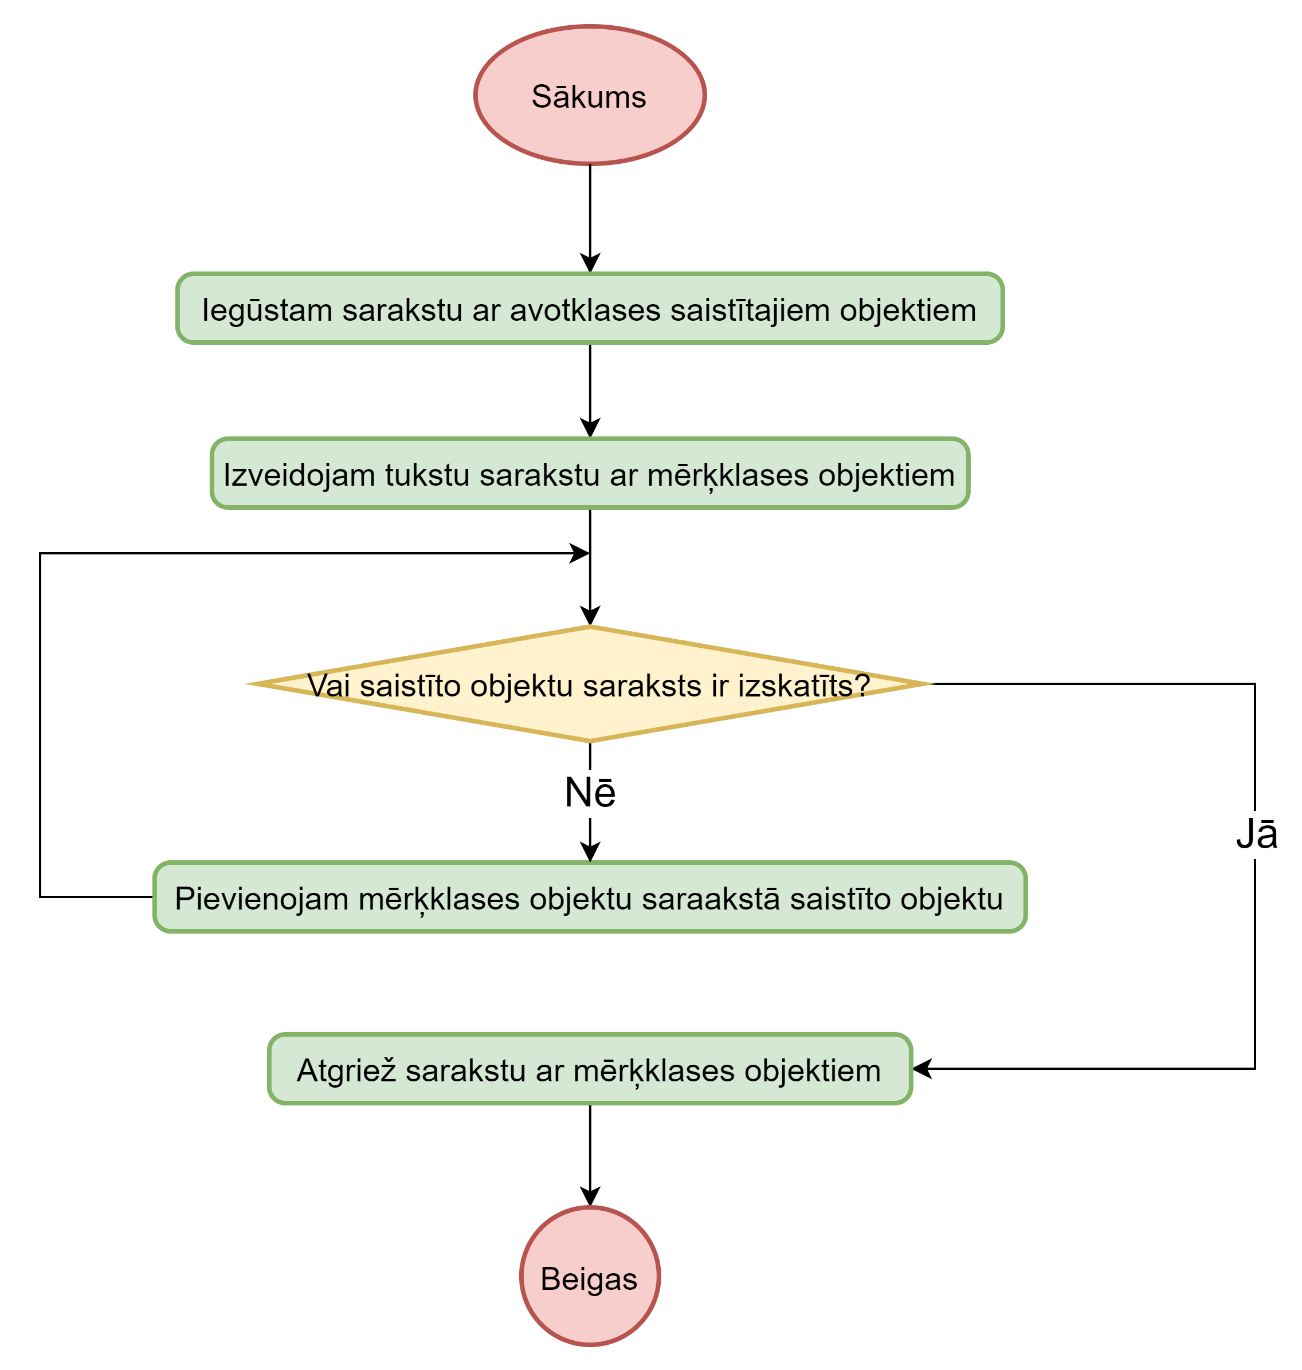 Sākums
Iegūstam sarakstu ar avotklases saistītajiem objektiem
Izveidojam tukstu sarakstu ar mērķklases objektiem
Vai saistīto objektu saraksts ir izskatīts?
Nē
Jā
Pievienojam mērķklases objektu saraakstā saistīto objektu
Atgriež sarakstu ar mērķklases objektiem
Beigas